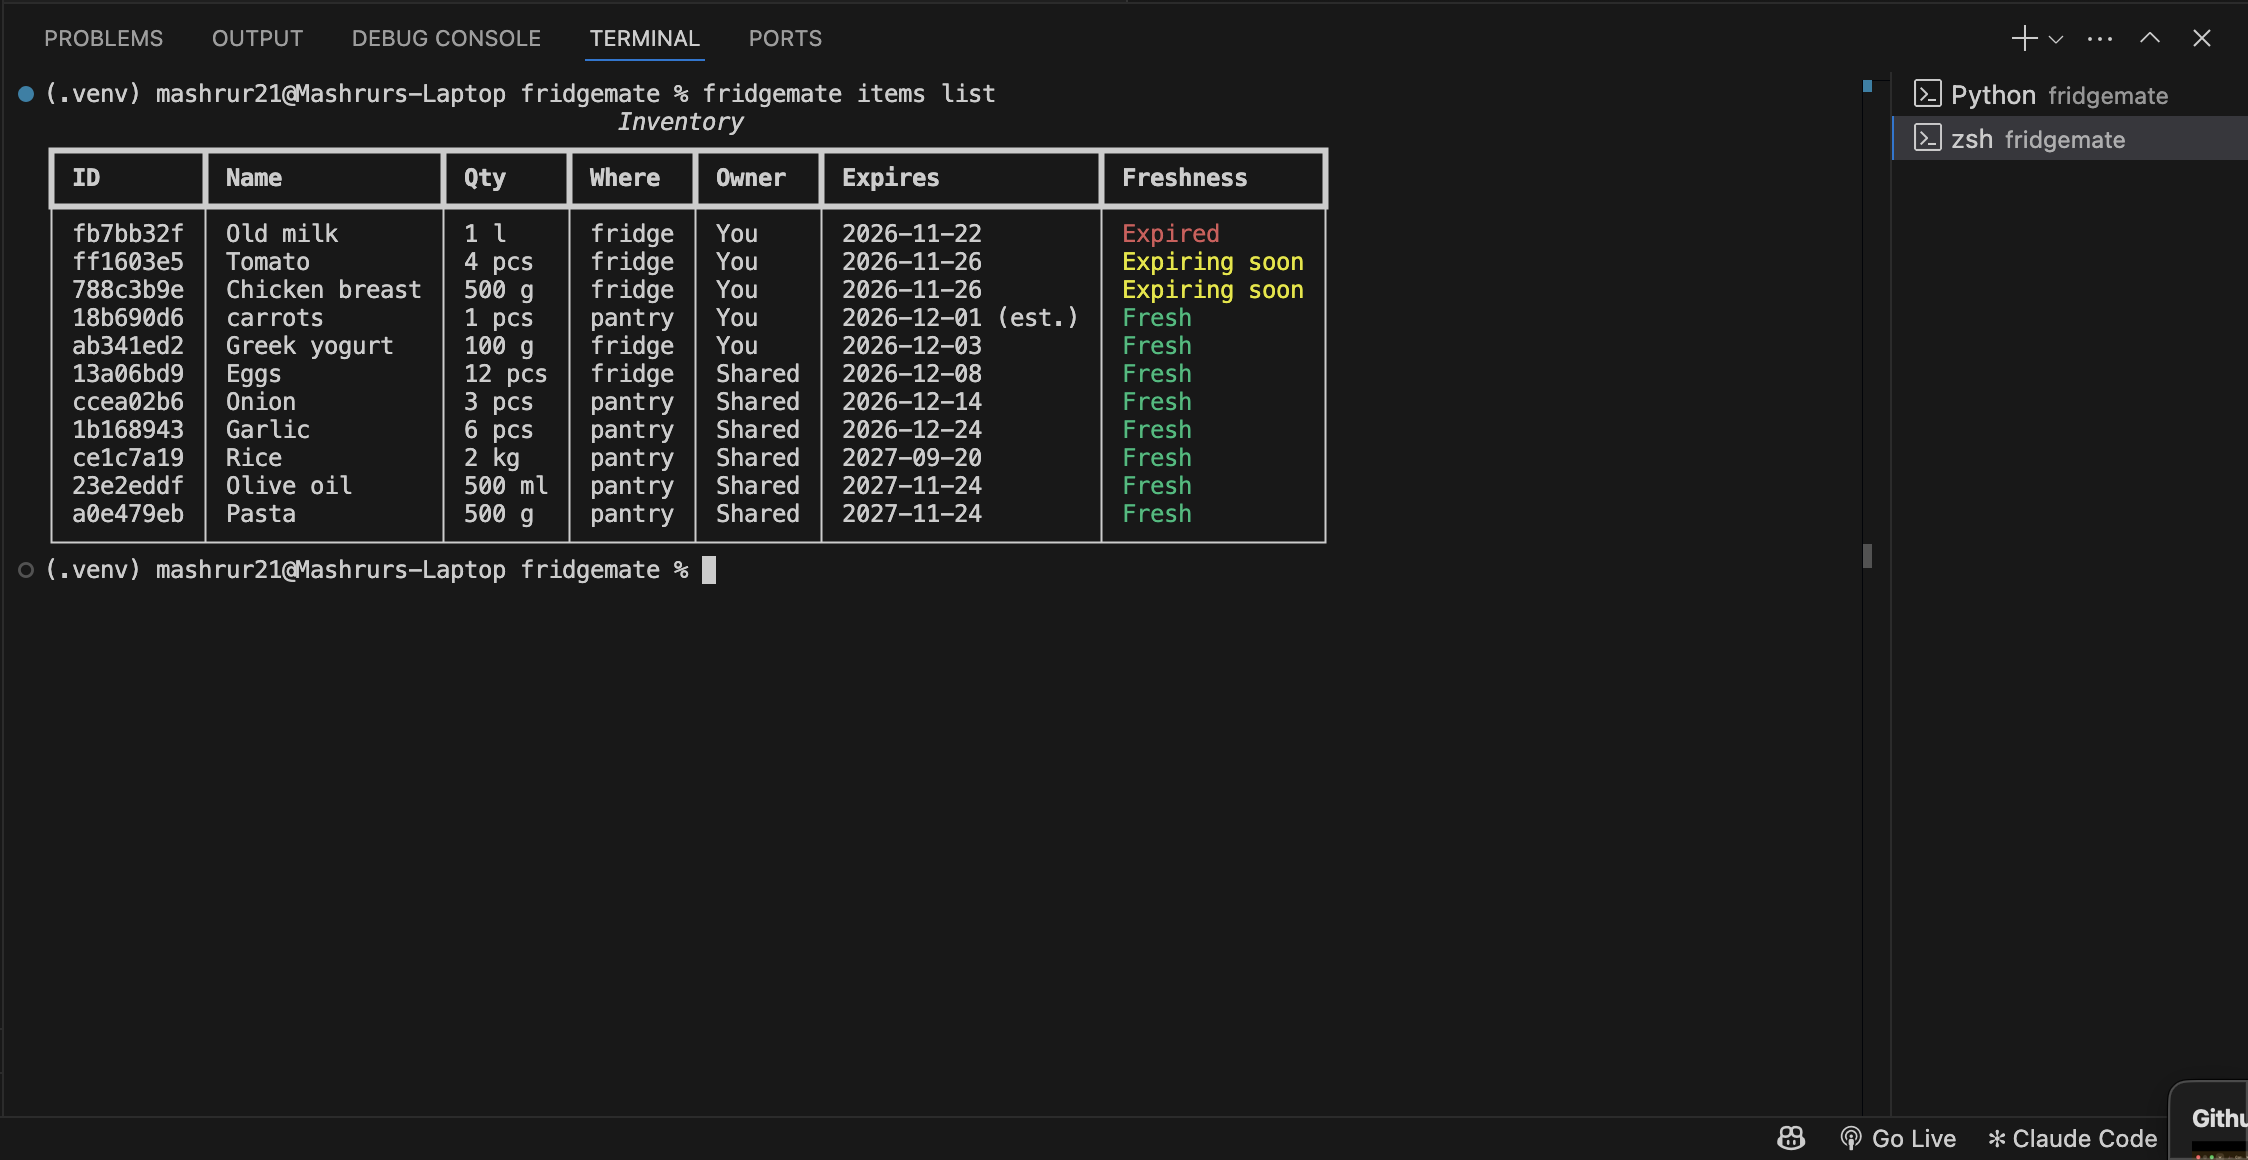 PROBLEMS OUTPUT DEBUG CONSOLE TERMINAL PORTS
(.venv) mashrur21@Mashrurs-Laptop fridgemate % fridgemate items list
Inventory
ID Name Qty Where Owner Expires Freshness
fb7bb32f Old milk 1 l fridge You 2026-11-22 Expired
ff1603e5 Tomato 4 pcs fridge You 2026-11-26 Expiring soon
788c3b9e Chicken breast 500 g fridge You 2026-11-26 Expiring soon
18b690d6 carrots 1 pcs pantry You 2026-12-01 (est.) Fresh
ab341ed2 Greek yogurt 100 g fridge You 2026-12-03 Fresh
13a06bd9 Eggs 12 pcs fridge Shared 2026-12-08 Fresh
ccea02b6 Onion 3 pcs pantry Shared 2026-12-14 Fresh
1b168943 Garlic 6 pcs pantry Shared 2026-12-24 Fresh
ce1c7a19 Rice 2 kg pantry Shared 2027-09-20 Fresh
23e2eddf Olive oil 500 ml pantry Shared 2027-11-24 Fresh
a0e479eb Pasta 500 g pantry Shared 2027-11-24 Fresh
(.venv) mashrur21@Mashrurs-Laptop fridgemate %
Python fridgemate
zsh fridgemate
Go Live Claude Code